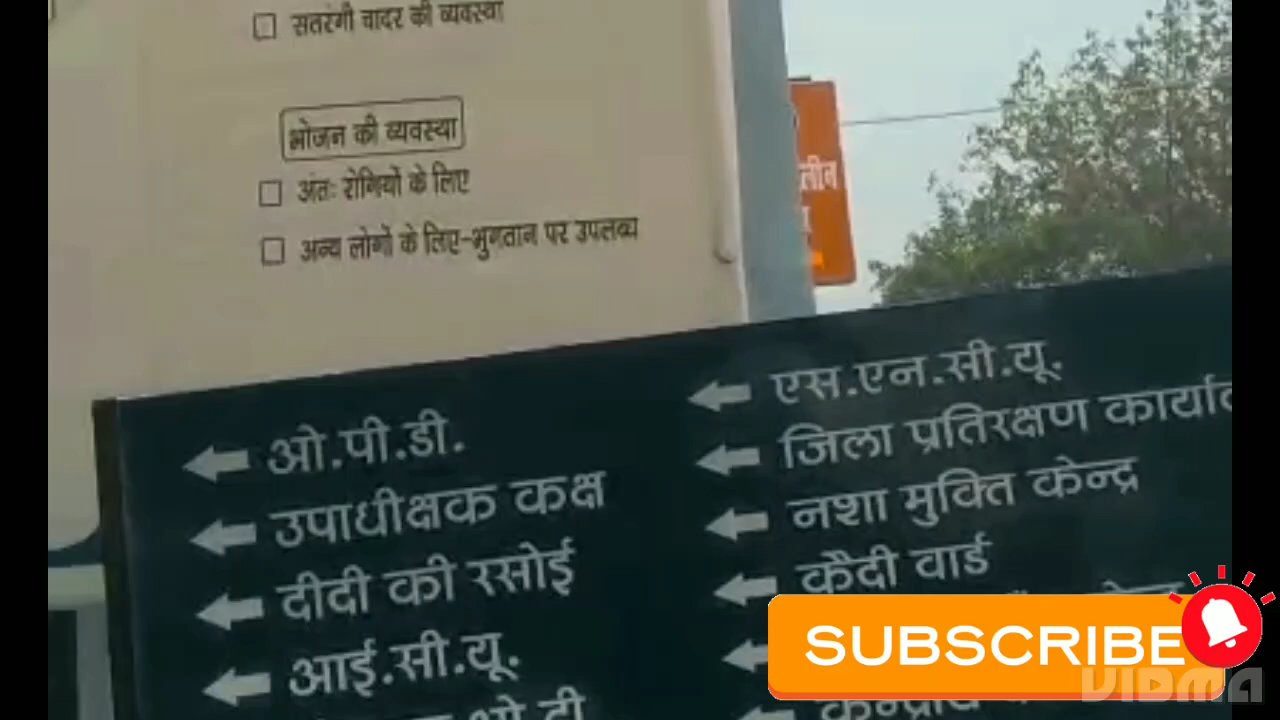 सतरंगी चादर की व्यवस्था
भोजन की व्यवस्था
अंतः रोगियों के लिए
अन्य लोगों के लिए-भुगतान पर उपलब्ध
ओ.पी.डी.
उपाधीक्षक कक्ष
दीदी की रसोई
आई.सी.यू.
एस.एन.सी.यू.
जिला प्रतिरक्षण
नशा मुक्ति केन्द्र
कैदी वार्ड
SUBSCRIBE
VIDMA